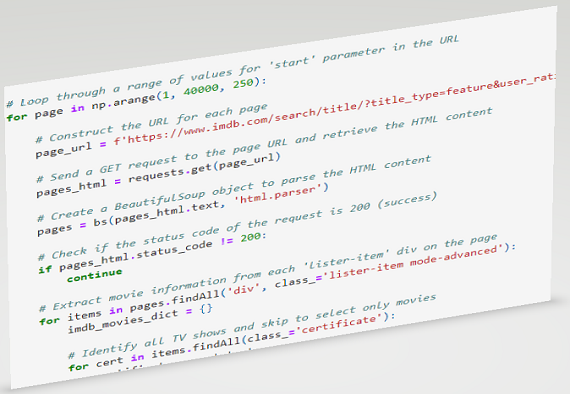 # Loop through a range of values for 'start' parameter in the URL
for page in np.arange(1, 40000, 250):
# Construct the URL for each page
page_url = f'https://www.imdb.com/search/title/?title_type=feature&user_rati
# Send a GET request to the page URL and retrieve the HTML content
pages_html = requests.get(page_url)
# Create a BeautifulSoup object to parse the HTML content
pages = bs(pages_html.text, 'html.parser')
# Check if the status code of the request is 200 (success)
if pages_html.status_code != 200:
continue
# Extract movie information from each 'lister-item' div on the page
for items in pages.findAll('div', class_='lister-item mode-advanced'):
imdb_movies_dict = {}
# Identify all TV shows and skip to select only movies
for cert in items.findAll(class_='certificate'):